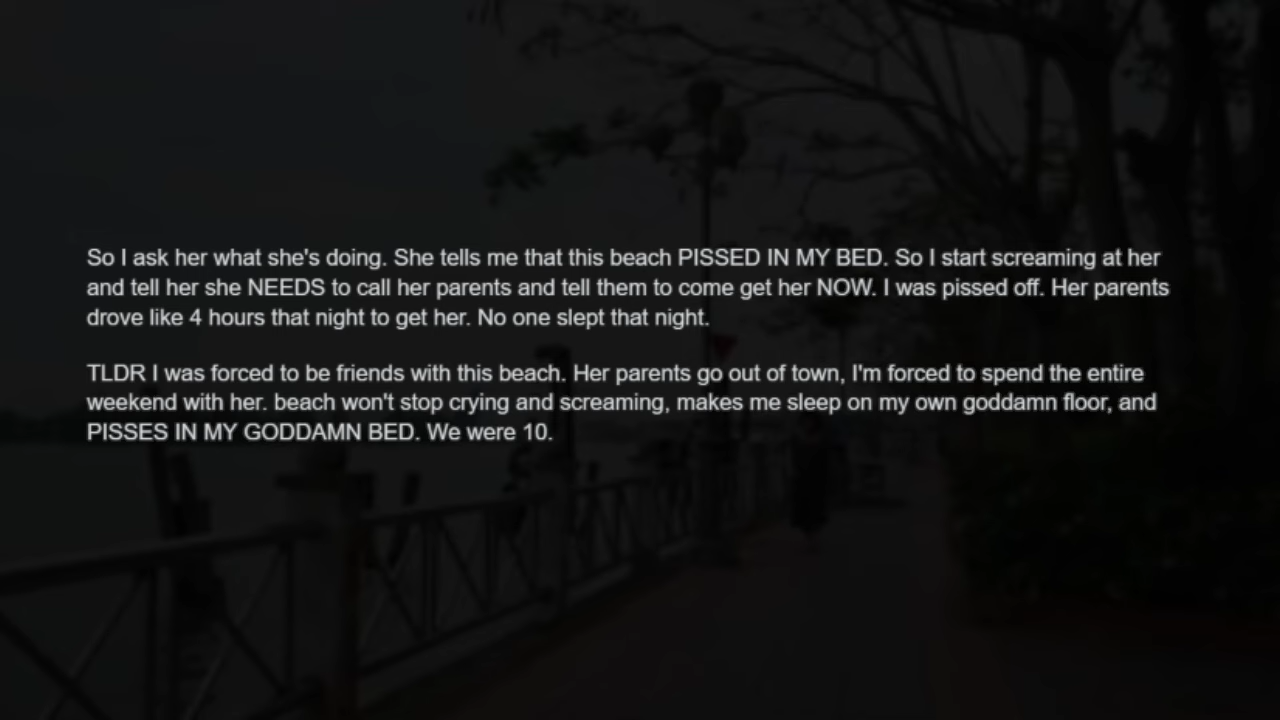 So I ask her what she's doing. She tells me that this beach PISSED IN MY BED. So I start screaming at her
and tell her she NEEDS to call her parents and tell them to come get her NOW. I was pissed off. Her parents
drove like 4 hours that night to get her. No one slept that night.
TLDR I was forced to be friends with this beach. Her parents go out of town, I'm forced to spend the entire
weekend with her. beach won't stop crying and screaming, makes me sleep on my own goddamn floor, and
PISSES IN MY GODDAMN BED. We were 10.